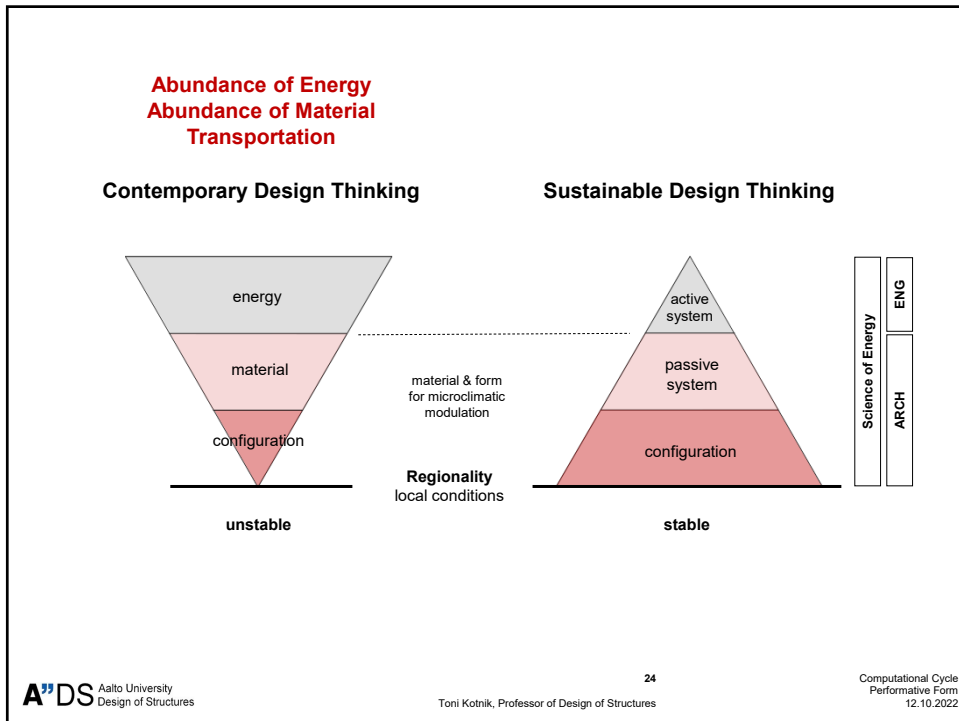 Abundance of Energy
Abundance of Material
Transportation
Contemporary Design Thinking
Sustainable Design Thinking
energy
material
configuration
unstable
material & form
for microclimatic
modulation
Regionality
local conditions
active
system
passive
system
configuration
stable
Science of Energy
ENG
ARCH
A”DS
Aalto University
Design of Structures
24
Toni Kotnik, Professor of Design of Structures
Computational Cycle
Performative Form
12.10.2022